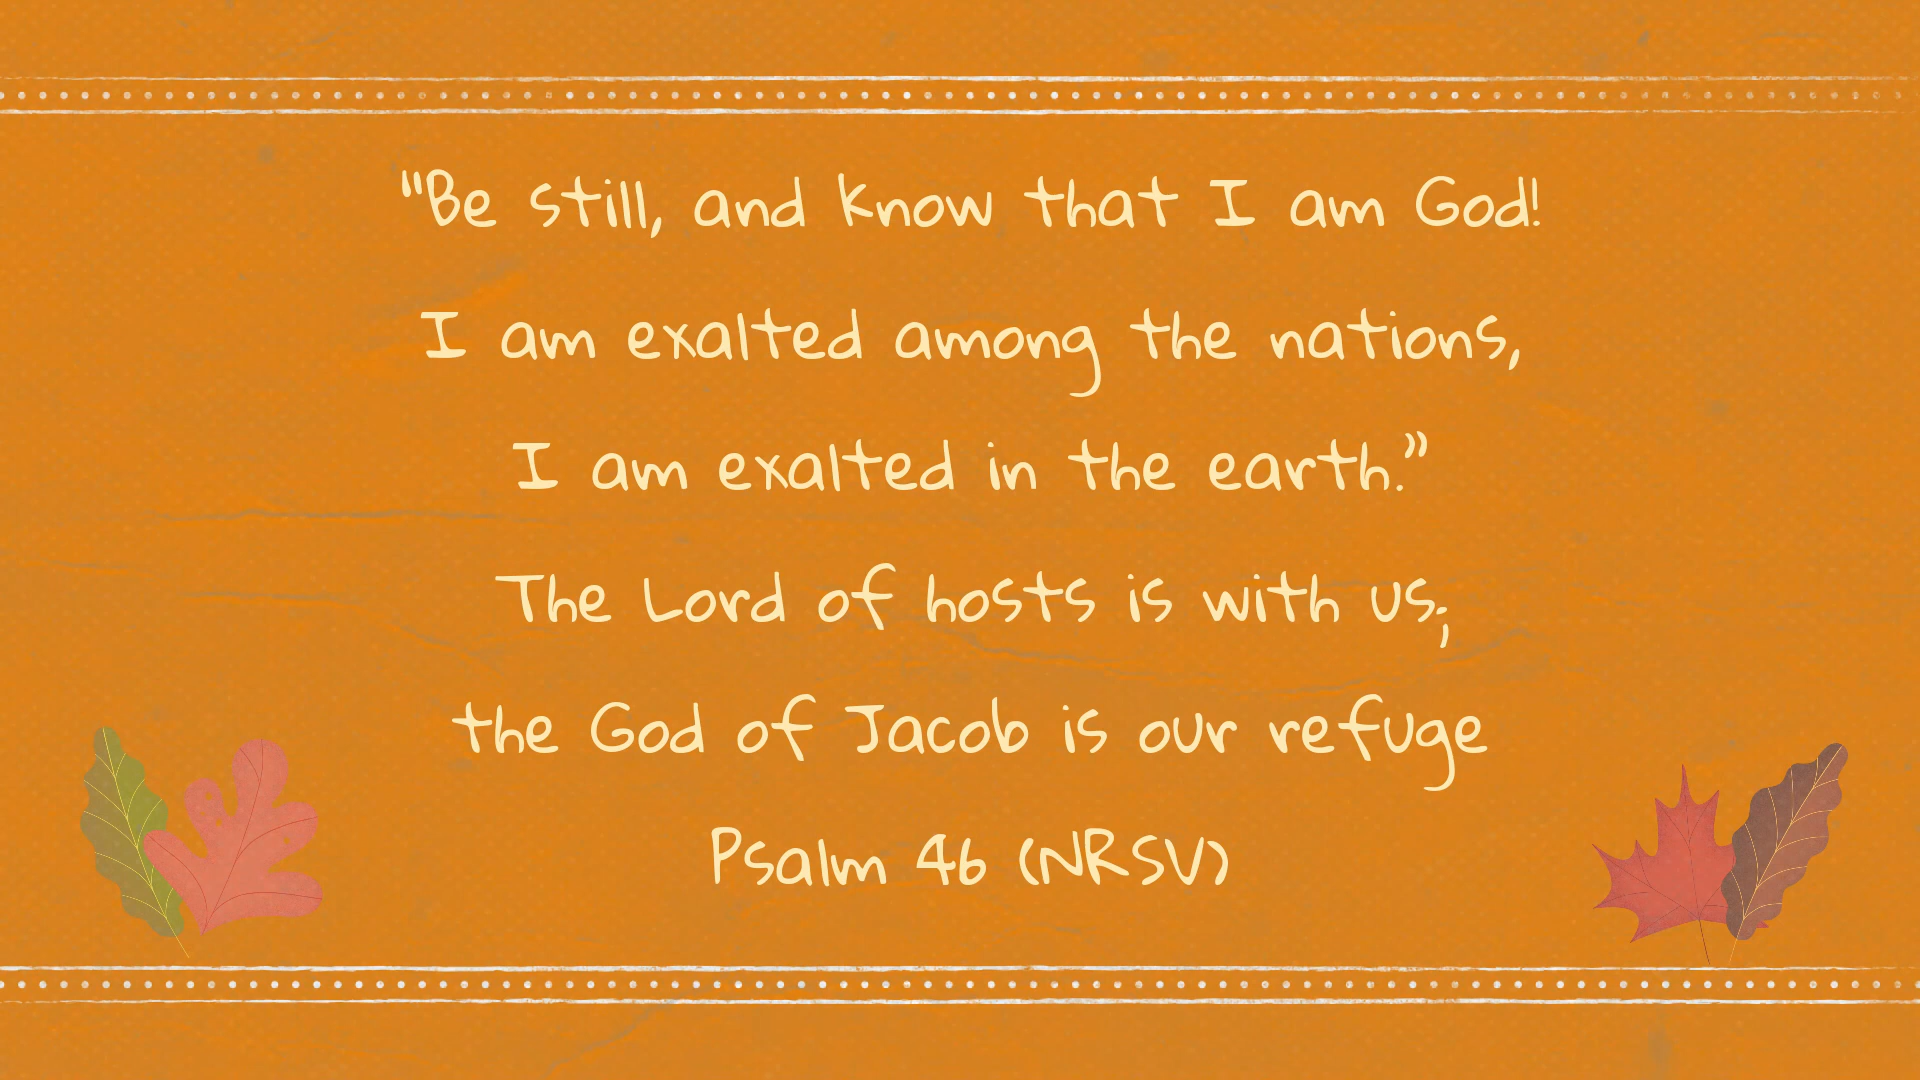 "Be still, and know that I am God!
I am exalted among the nations,
I am exalted in the earth.”
The Lord of hosts is with us;
the God of Jacob is our refuge
Psalm 46 (NRSV)